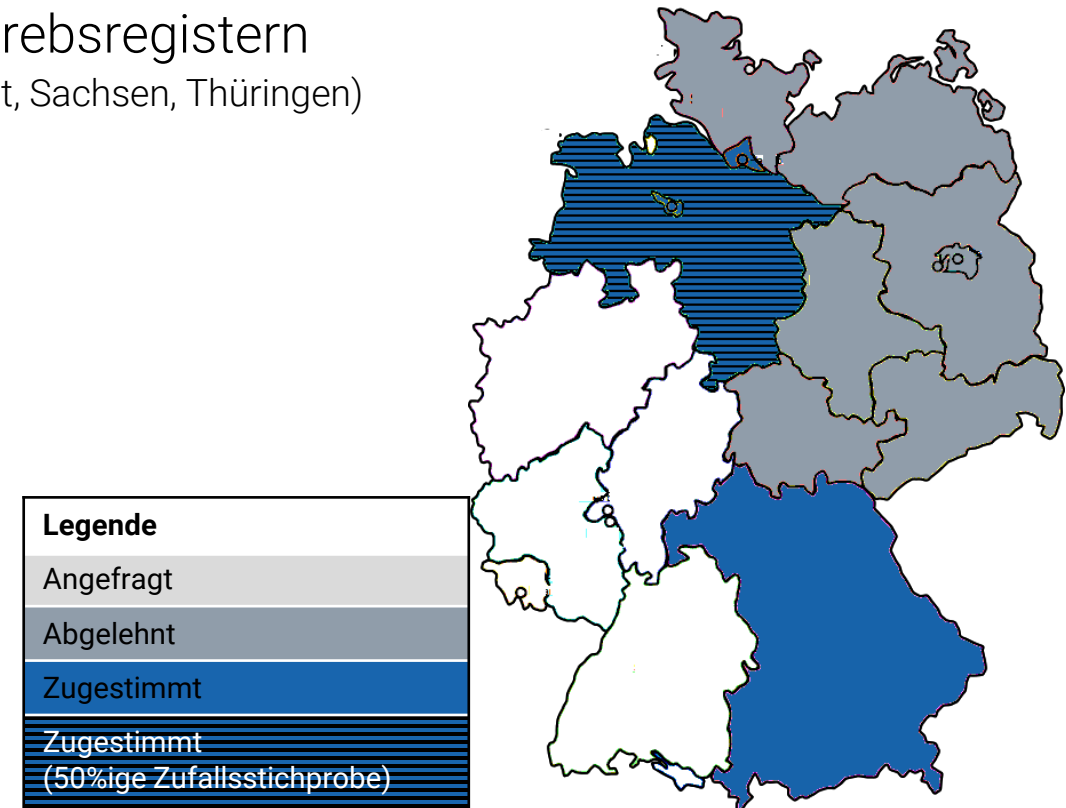 rebsregistern
t, Sachsen, Thüringen)
Legende
Angefragt
Abgelehnt
Zugestimmt
Zugestimmt
(50%ige Zufallsstichprobe)